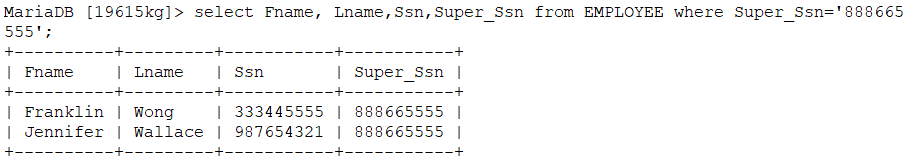 MariaDB [19615kg]> select Fname, Lname,Ssn,Super_Ssn from EMPLOYEE where Super_Ssn='888665
555';
+----------+---------+-----------+-----------+
| Fname    | Lname   | Ssn       | Super_Ssn |
+----------+---------+-----------+-----------+
| Franklin | Wong    | 333445555 | 888665555 |
| Jennifer | Wallace | 987654321 | 888665555 |
+----------+---------+-----------+-----------+